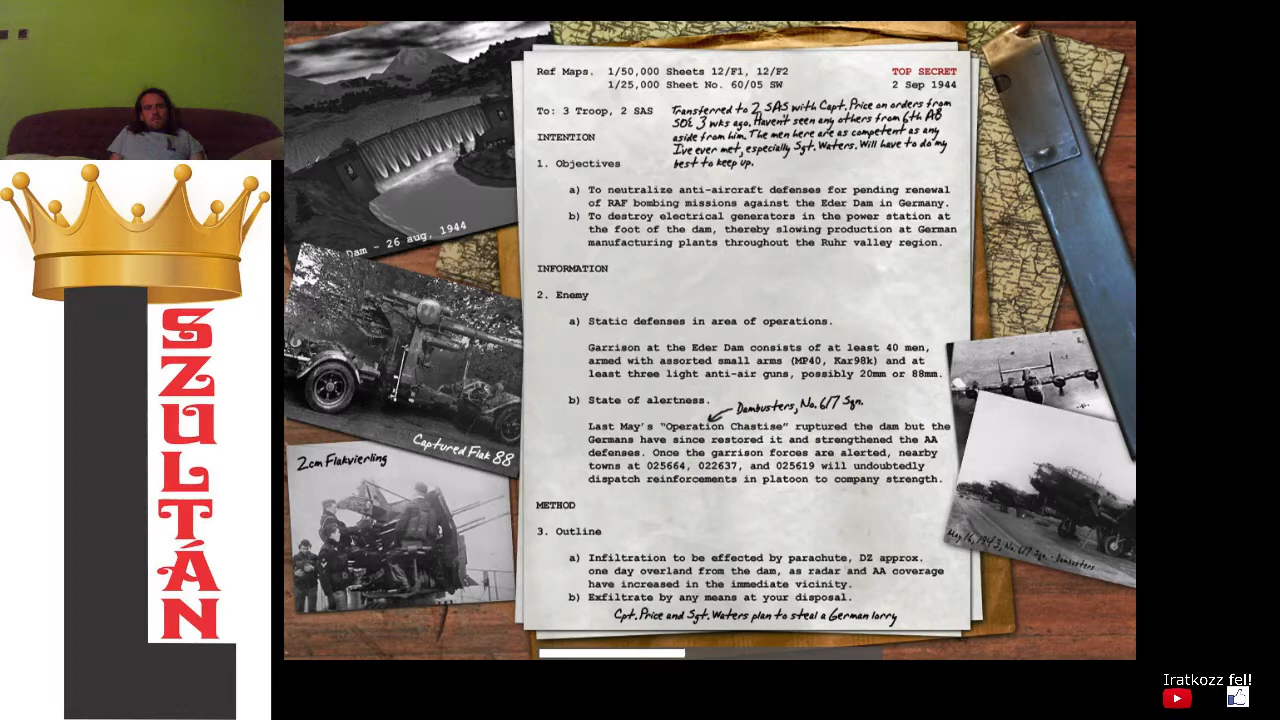 Ref Maps. 1/50,000 Sheets 12/F1, 12/F2 TOP SECRET
1/25,000 Sheet No. 60/05 SW 2 Sep 1944
To: 3 Troop, 2 SAS
Transferred to 2 SAS with Capt. Price on orders from
SOE 3 wks ago. Haven't seen any others from 6th AB
aside from him. The men here are as competent as any
I've ever met, especially Sgt. Waters. Will have to do my
best to keep up.
INTENTION
1. Objectives
a) To neutralize anti-aircraft defenses for pending renewal
of RAF bombing missions against the Eder Dam in Germany.
b) To destroy electrical generators in the power station at
the foot of the dam, thereby slowing production at German
manufacturing plants throughout the Ruhr valley region.
INFORMATION
2. Enemy
a) Static defenses in area of operations.
Garrison at the Eder Dam consists of at least 40 men,
armed with assorted small arms (MP40, Kar98k) and at
least three light anti-air guns, possibly 20mm or 88mm.
b) State of alertness.
Dambusters, No. 617 Sqn.
Last May's "Operation Chastise" ruptured the dam but the
Germans have since restored it and strengthened the AA
defenses. Once the garrison forces are alerted, nearby
towns at 025664, 022637, and 025619 will undoubtedly
dispatch reinforcements in platoon to company strength.
METHOD
3. Outline
a) Infiltration to be effected by parachute, DZ approx.
one day overland from the dam, as radar and AA coverage
have increased in the immediate vicinity.
b) Exfiltrate by any means at your disposal.
Cpt. Price and Sgt. Waters plan to steal a German lorry
Dam - 26 aug, 1944
Captured Flak 88
2cm Flakvierling
May 16, 1943, No. 617 Sqn. - Dambusters
L
SZULTÁN
Iratkozz fel!